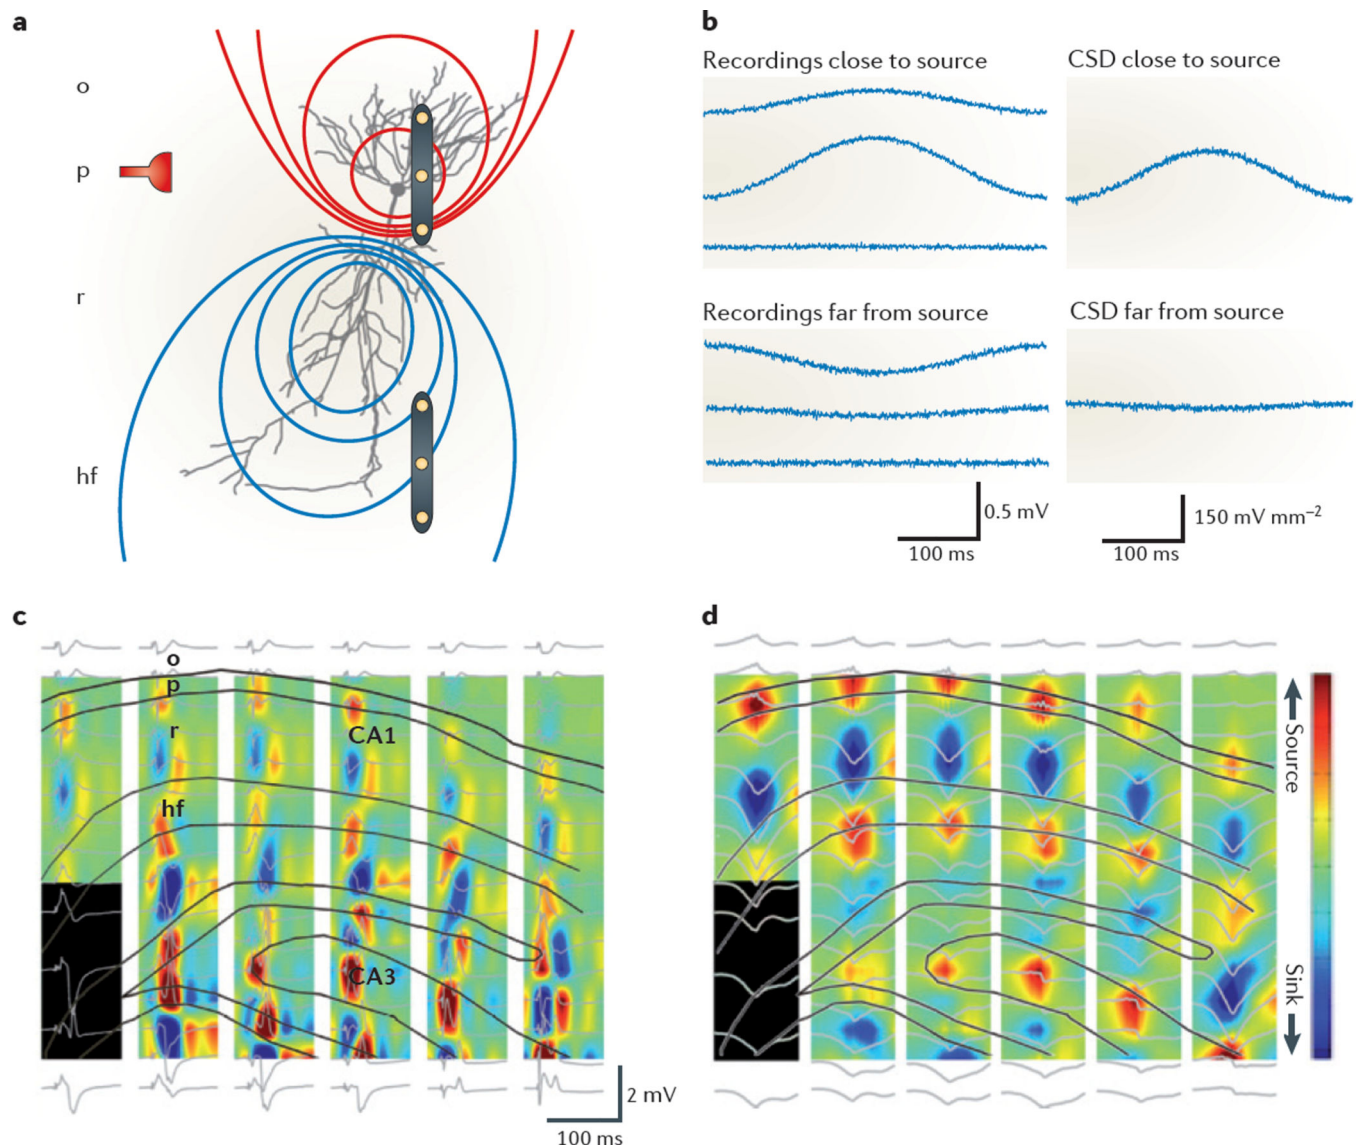 a
o
p
r
hf
b
Recordings close to source
CSD close to source
Recordings far from source
CSD far from source
0.5 mV
100 ms
150 mV mm–2
100 ms
c
o
p
r
CA1
hf
CA3
2 mV
100 ms
d
Source
Sink